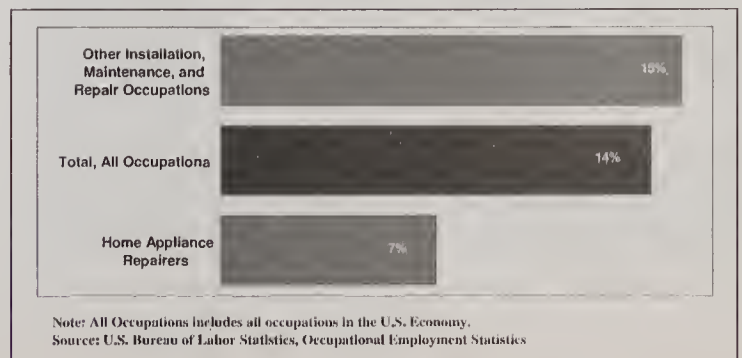 Other Installation,
Maintenance, and
Repair Occupations
15%
Total, All Occupationa
14%
Home Appliance
Repairers
7%
Note: All Occupations includes all occupations in the U.S. Economy.
Source: U.S. Bureau of Labor Statistics, Occupational Employment Statistics